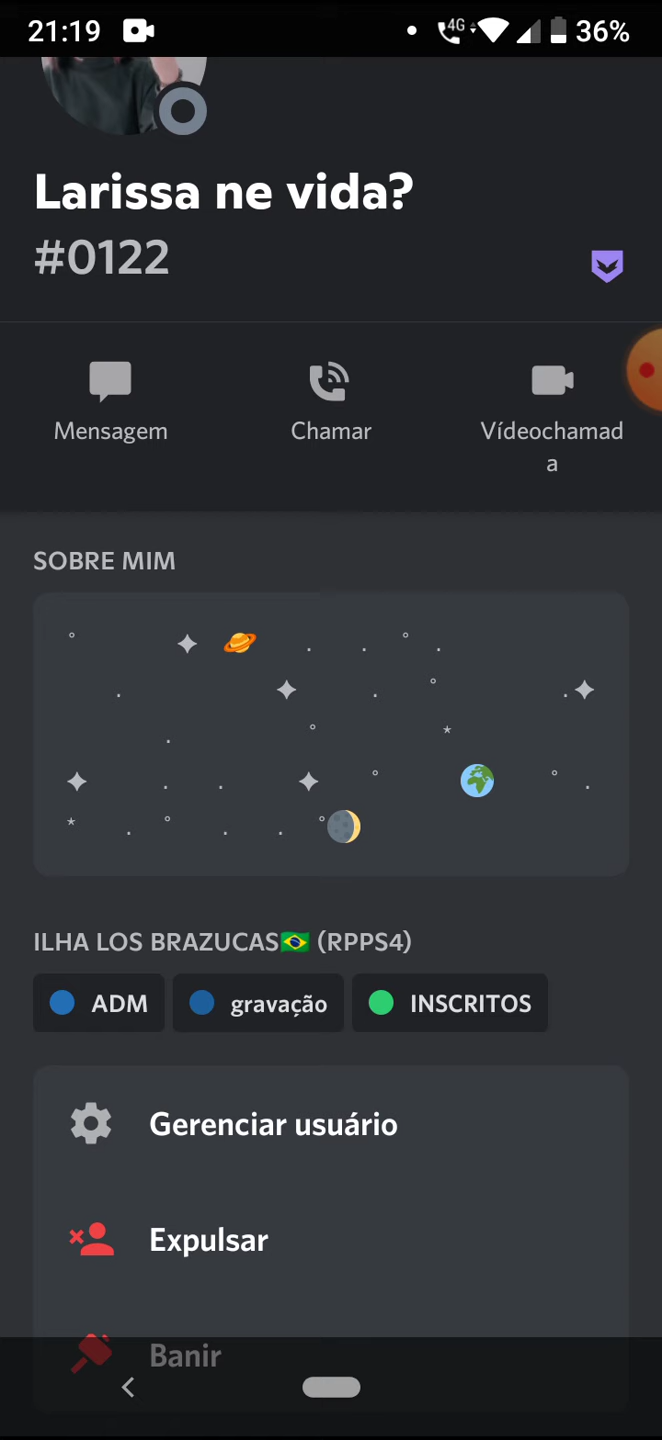 21:19
4G
36%
Larissa ne vida?
#0122
Mensagem
Chamar
Vídeochamad
a
SOBRE MIM
ILHA LOS BRAZUCAS🇧🇷 (RPPS4)
ADM
gravação
INSCRITOS
Gerenciar usuário
Expulsar
Banir